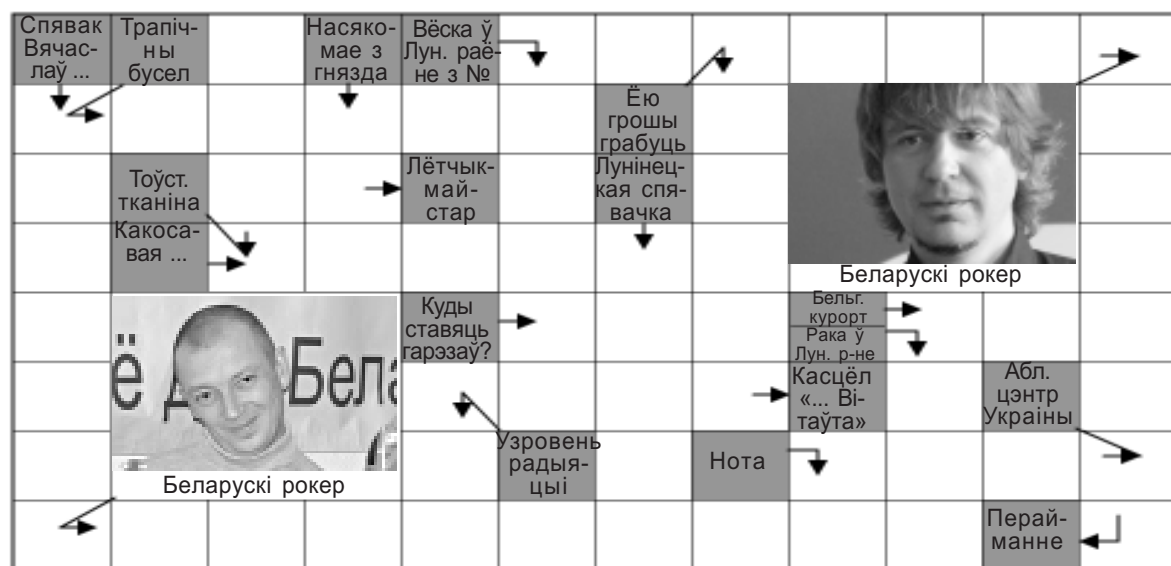 Спявак
Вячас-
лаў ...
Трапіч-
ны
бусел
Насяко-
мае з
гнязда
Вёска ў
Лун. раё-
не з №
Ёю
грошы
грабуць
Лунінец-
кая спя-
вачка
Тоўст.
тканіна
Какоса-
вая ...
Лётчык-
май-
стар
Беларускі рокер
Куды
ставяць
гарэзаў?
Бельг.
курорт
Рака ў
Лун. р-не
Касцёл
«... Ві-
таўта»
Абл.
цэнтр
Украіны
ё Д Бела
Беларускі рокер
Узровень
радыя-
цыі
Нота
Перай-
манне